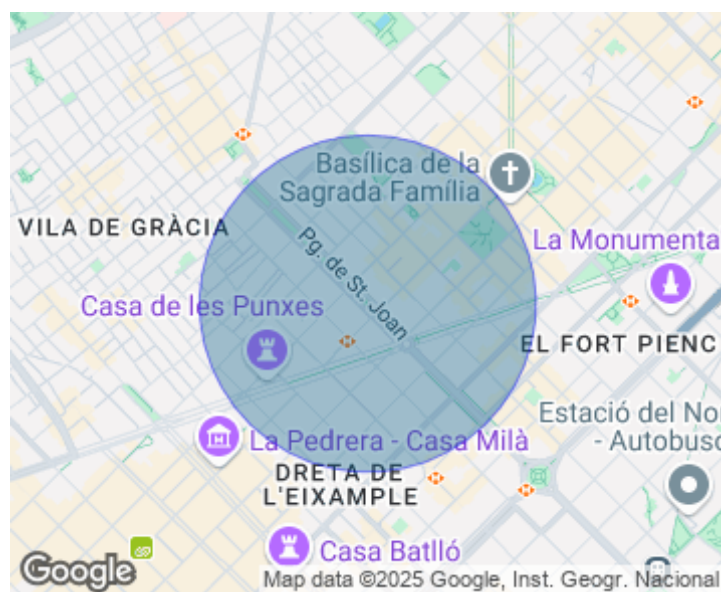 Basílica de la
Sagrada Família
VILA DE GRÀCIA
Pg. de St. Joan
La Monumenta
Casa de les Punxes
EL FORT PIENC
Estació del No
- Autobusc
La Pedrera - Casa Milà
DRETA DE
L'EIXAMPLE
Casa Batlló
Google
Map data ©2025 Google, Inst. Geogr. Nacional